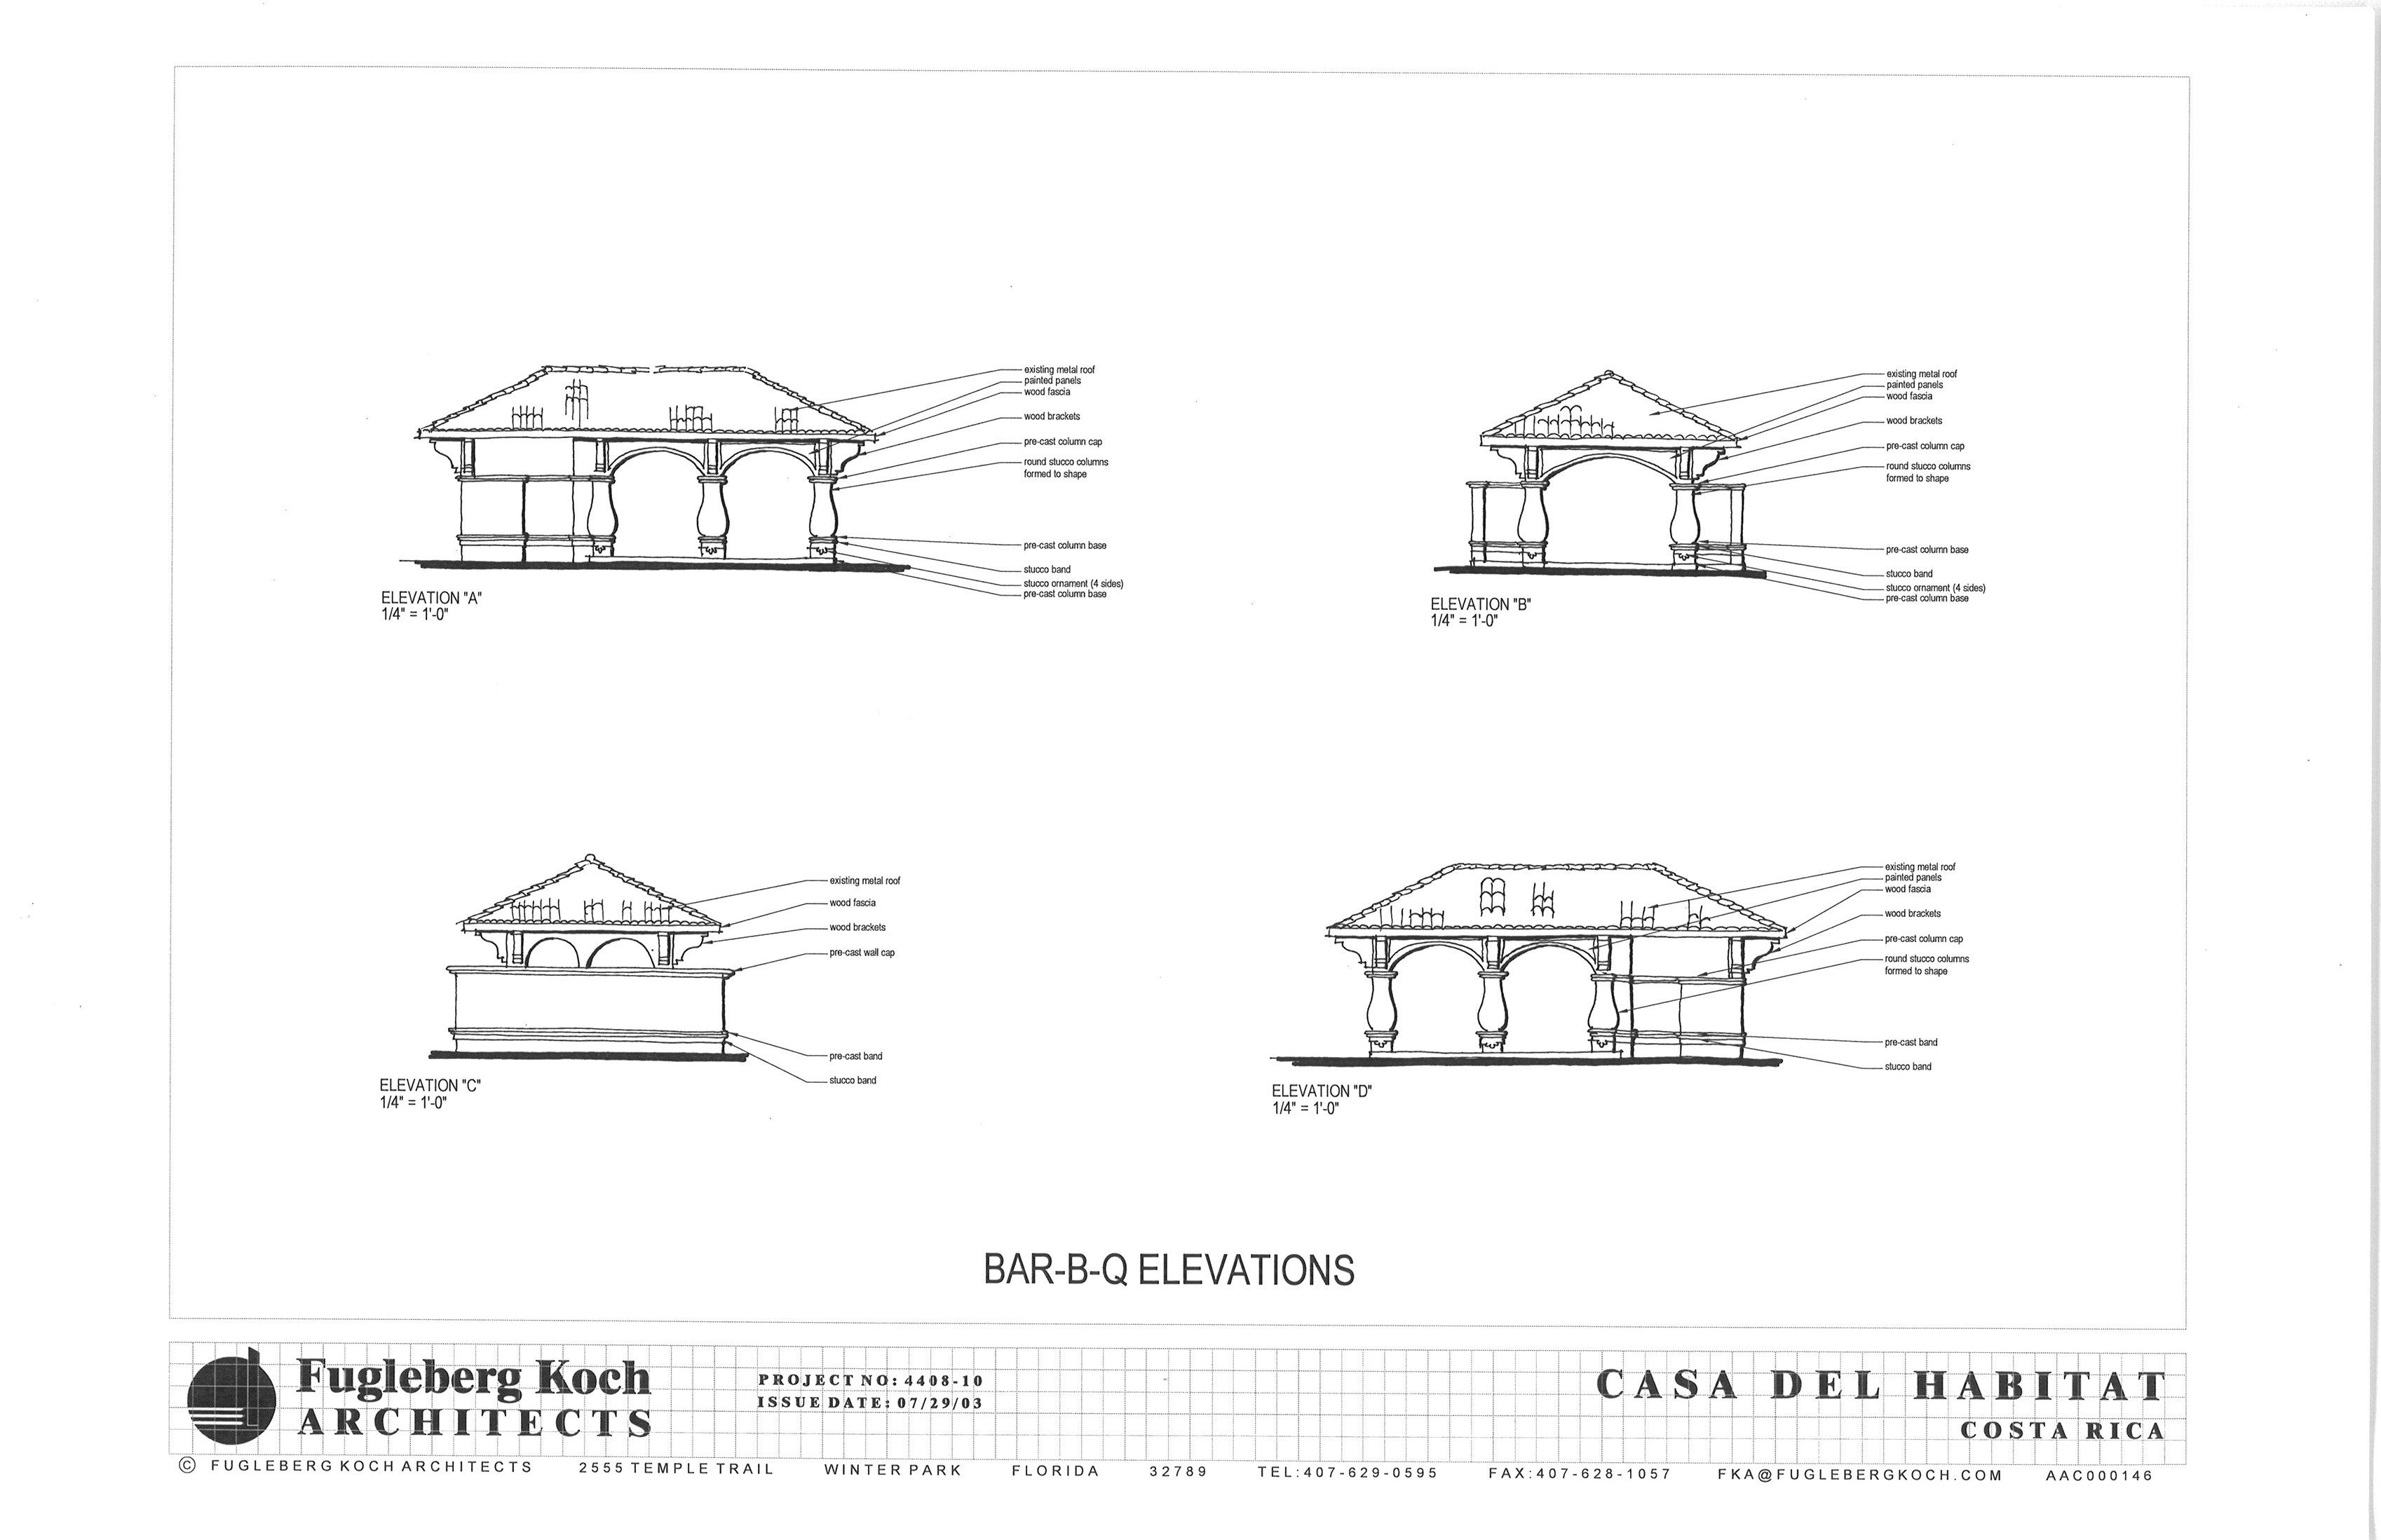 existing metal roof
painted panels
wood fascia
wood brackets
pre-cast column cap
round stucco columns
formed to shape
pre-cast column base
stucco band
stucco ornament (4 sides)
pre-cast column base
ELEVATION "A"
1/4" = 1'-0"
existing metal roof
painted panels
wood fascia
wood brackets
pre-cast column cap
round stucco columns
formed to shape
pre-cast column base
stucco band
stucco ornament (4 sides)
pre-cast column base
ELEVATION "B"
1/4" = 1'-0"
existing metal roof
wood fascia
wood brackets
pre-cast wall cap
pre-cast band
stucco band
ELEVATION "C"
1/4" = 1'-0"
existing metal roof
painted panels
wood fascia
wood brackets
pre-cast column cap
round stucco columns
formed to shape
pre-cast band
stucco band
ELEVATION "D"
1/4" = 1'-0"
BAR-B-Q ELEVATIONS
Fugleberg Koch
ARCHITECTS
PROJECT NO: 4408-10
ISSUE DATE: 07/29/03
CASA DEL HABITAT
COSTA RICA
© FUGLEBERG KOCH ARCHITECTS 2555 TEMPLE TRAIL WINTER PARK FLORIDA 32789 TEL:407-629-0595 FAX:407-628-1057 FKA@FUGLEBERGKOCH.COM AAC000146